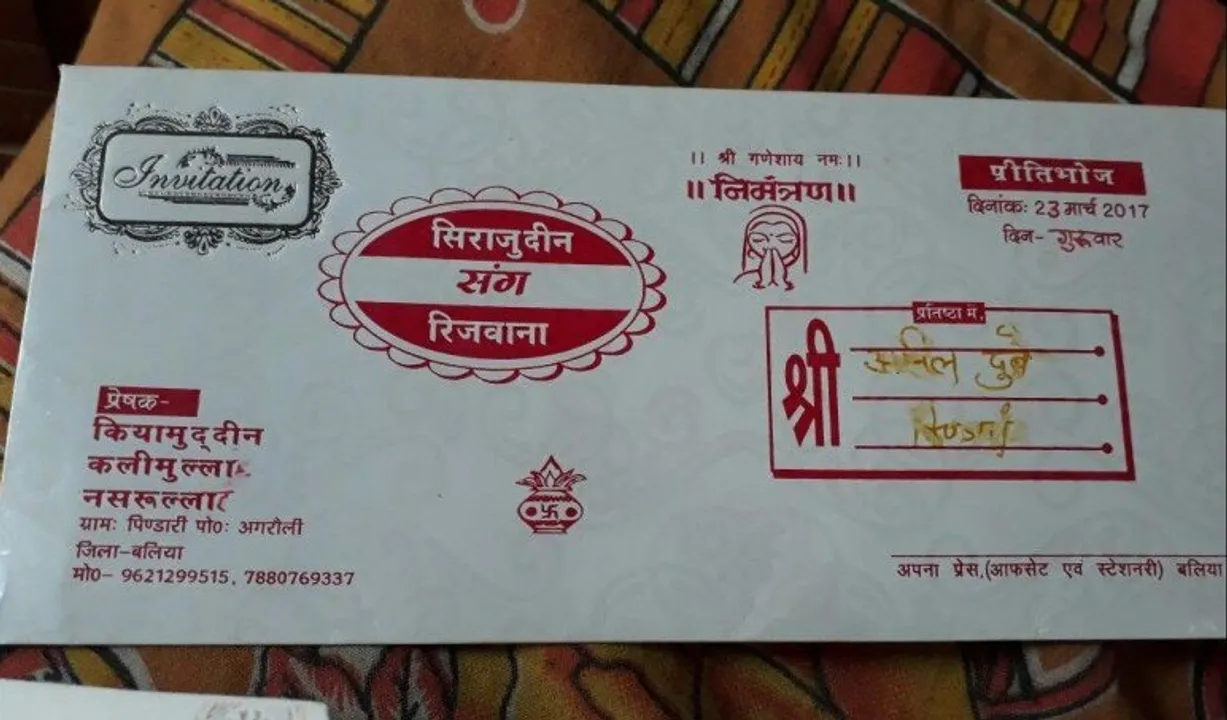 Invitation
सिराजुदीन
संग
रिजवाना
|| श्री गणेशाय नमः||
॥निमंत्रण॥
प्रीतिभोज
दिनांकः 23 मार्च 2017
दिन- गुरूवार
प्रतिष्ठा में,
श्री
अनिल दुबे
प्रेषक-
कियामुद्दीन
कलीमुल्लाह
नसरूल्लाह
ग्रामः पिण्डारी पो0ः अगरौली
जिला-बलिया
मो0- 9621299515, 7880769337
अपना प्रेस,(आफसेट एवं स्टेशनरी) बलिया